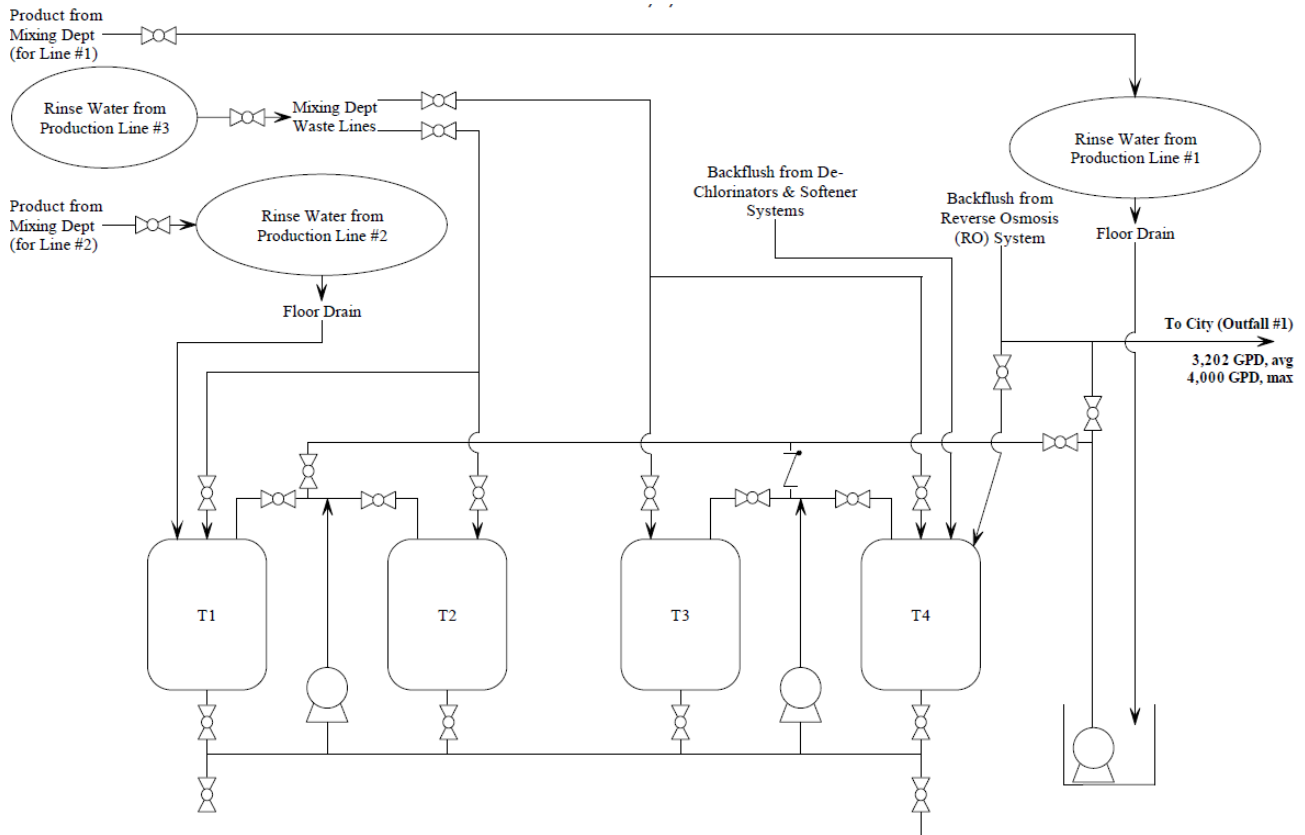 Product from
Mixing Dept
(for Line #1)
Rinse Water from
Production Line #3
Mixing Dept
Waste Lines
Rinse Water from
Production Line #1
Backflush from De-
Chlorinators & Softener
Systems
Backflush from
Reverse Osmosis
(RO) System
Floor Drain
Product from
Mixing Dept
(for Line #2)
Rinse Water from
Production Line #2
Floor Drain
To City (Outfall #1)
3,202 GPD, avg
4,000 GPD, max
T1
T2
T3
T4